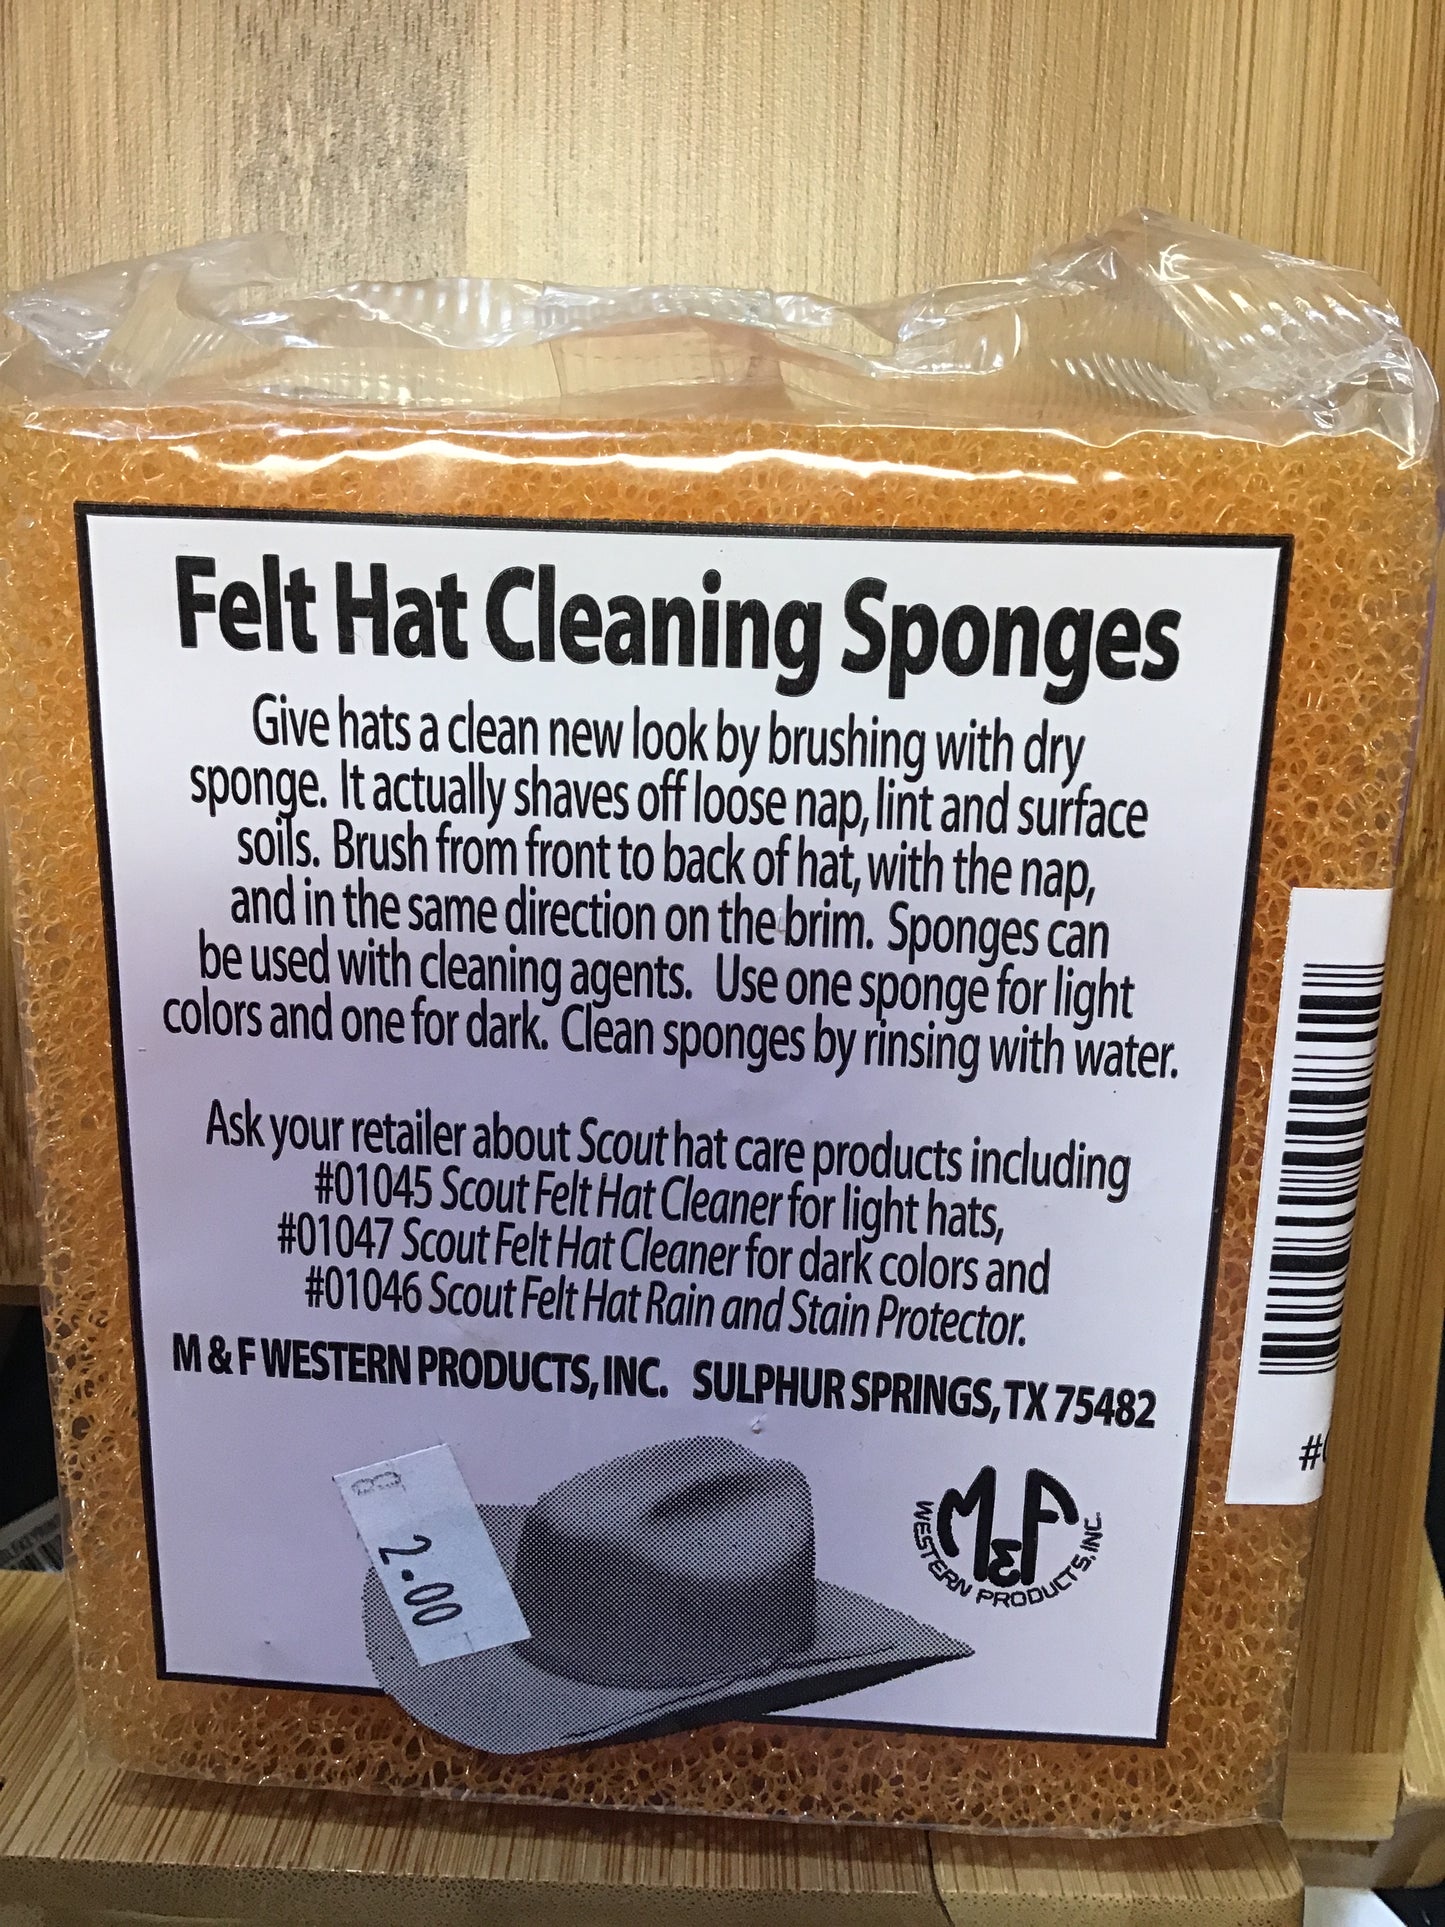 Felt Hat Cleaning Sponges
Give hats a clean new look by brushing with dry
sponge. It actually shaves off loose nap, lint and surface
soils. Brush from front to back of hat, with the nap,
and in the same direction on the brim. Sponges can
be used with cleaning agents. Use one sponge for light
colors and one for dark. Clean sponges by rinsing with water.
Ask your retailer about Scout hat care products including
#01045 Scout Felt Hat Cleaner for light hats,
#01047 Scout Felt Hat Cleaner for dark colors and
#01046 Scout Felt Hat Rain and Stain Protector.
M & F WESTERN PRODUCTS, INC. SULPHUR SPRINGS, TX 75482
2.00
M&F
WESTERN PRODUCTS, INC.